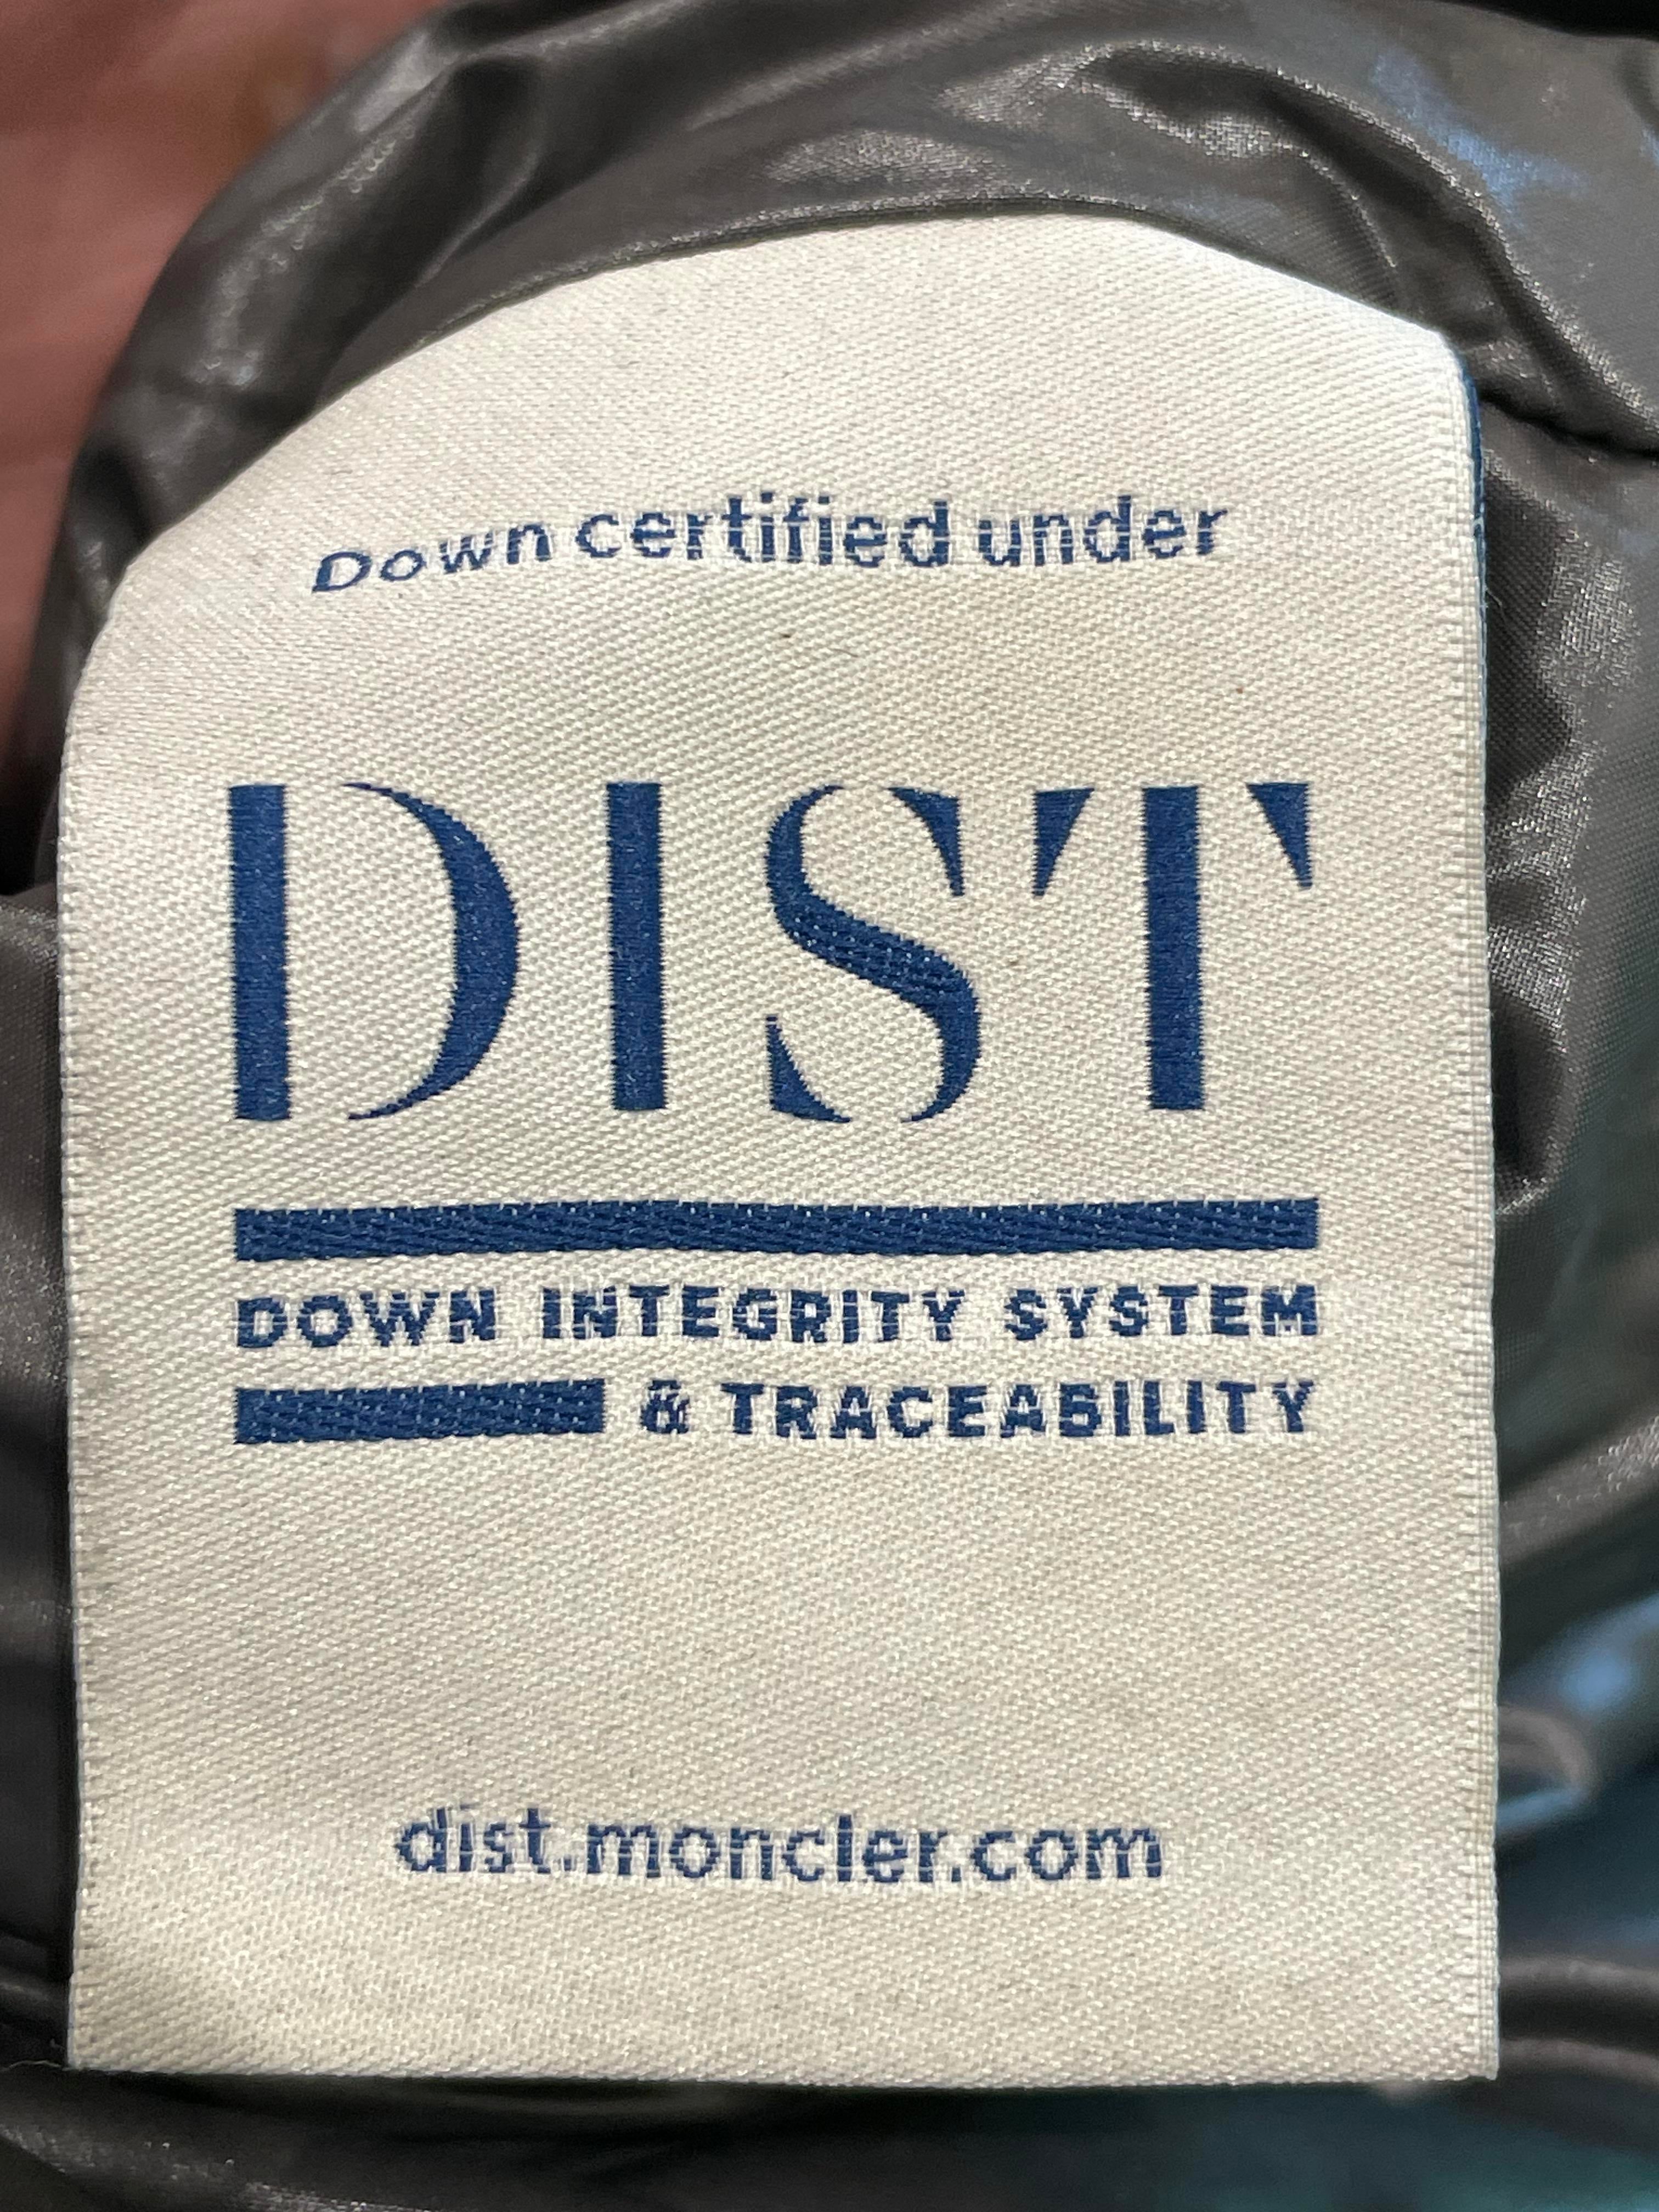 Down certified under
DIST
DOWN INTEGRITY SYSTEM
& TRACEABILITY
dist.moncler.com